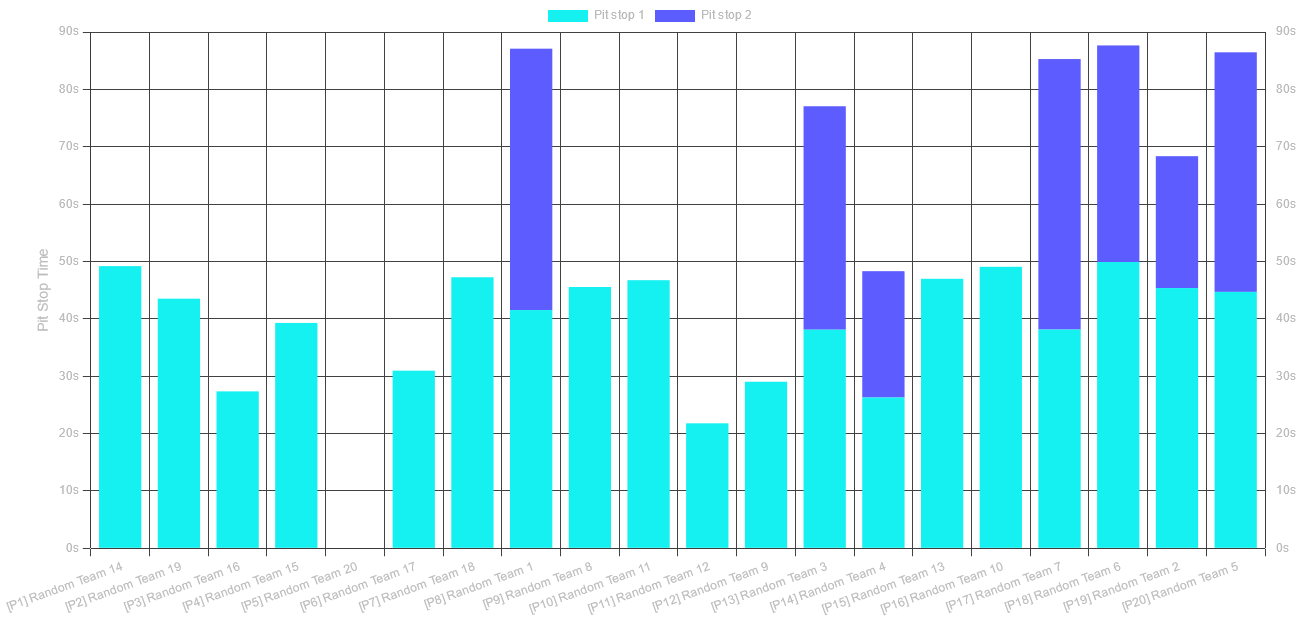 Pit stop 1 Pit stop 2
90s 90s
80s 80s
70s 70s
60s 60s
50s 50s
40s 40s
30s 30s
20s 20s
10s 10s
0s 0s
Pit Stop Time
[P1] Random Team 14
[P2] Random Team 19
[P3] Random Team 16
[P4] Random Team 15
[P5] Random Team 20
[P6] Random Team 17
[P7] Random Team 18
[P8] Random Team 1
[P9] Random Team 8
[P10] Random Team 11
[P11] Random Team 12
[P12] Random Team 9
[P13] Random Team 3
[P14] Random Team 4
[P15] Random Team 13
[P16] Random Team 10
[P17] Random Team 7
[P18] Random Team 6
[P19] Random Team 2
[P20] Random Team 5